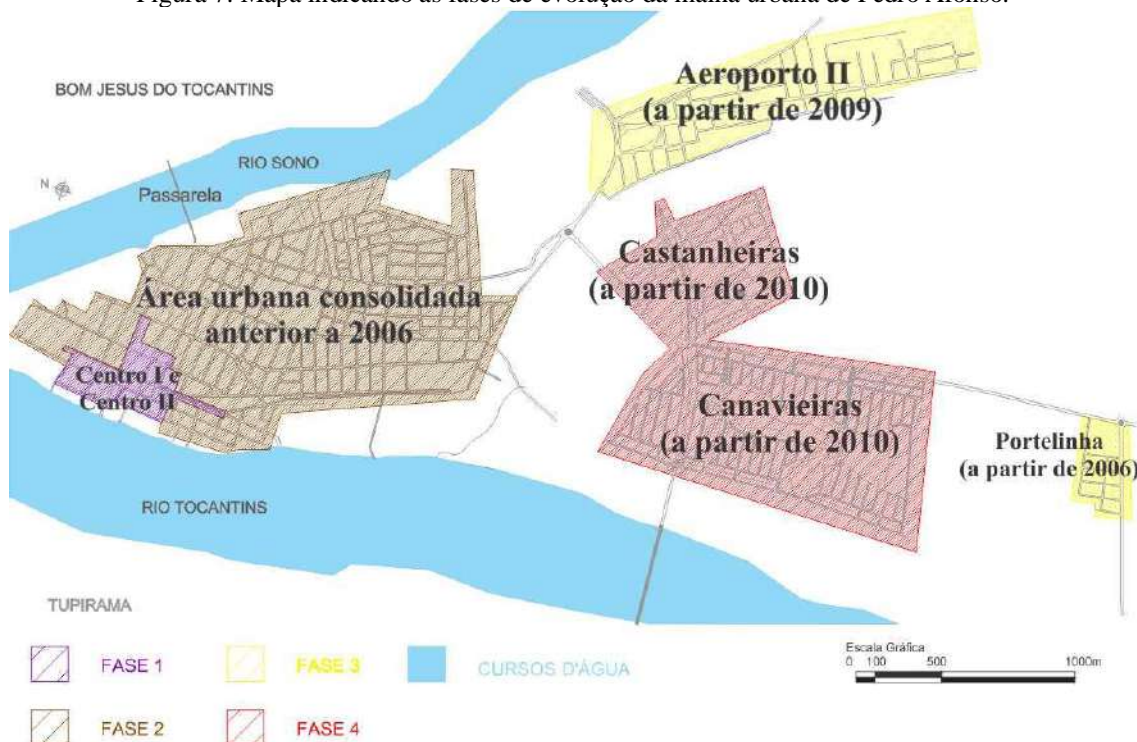 Figura 7: Mapa indicando as fases de evolução da malha urbana de Pedro Afonso.
BOM JESUS DO TOCANTINS
Aeroporto II
(a partir de 2009)
RIO SONO
N
Passarela
Castanheiras
(a partir de 2010)
Área urbana consolidada
anterior a 2006
Centro I e
Centro II
Canavieiras
(a partir de 2010)
Portelinha
(a partir de 2006)
RIO TOCANTINS
TUPIRAMA
Escala Gráfica
0 100 500 1000m
FASE 1
FASE 3
CURSOS D'ÁGUA
FASE 2
FASE 4